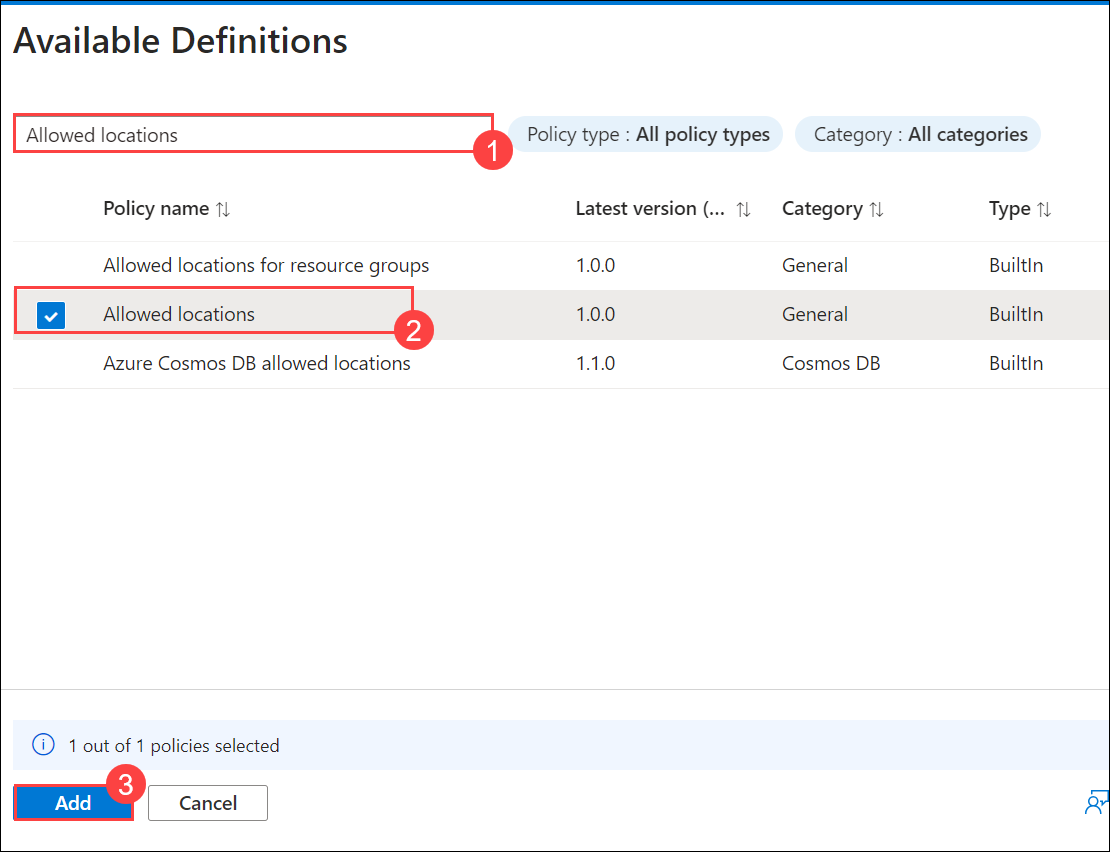 Available Definitions
Allowed locations
1
Policy type : All policy types
Category : All categories
Policy name Latest version (... Category Type
Allowed locations for resource groups 1.0.0 General BuiltIn
Allowed locations 1.0.0 General BuiltIn
2
Azure Cosmos DB allowed locations 1.1.0 Cosmos DB BuiltIn
1 out of 1 policies selected
3
Add Cancel